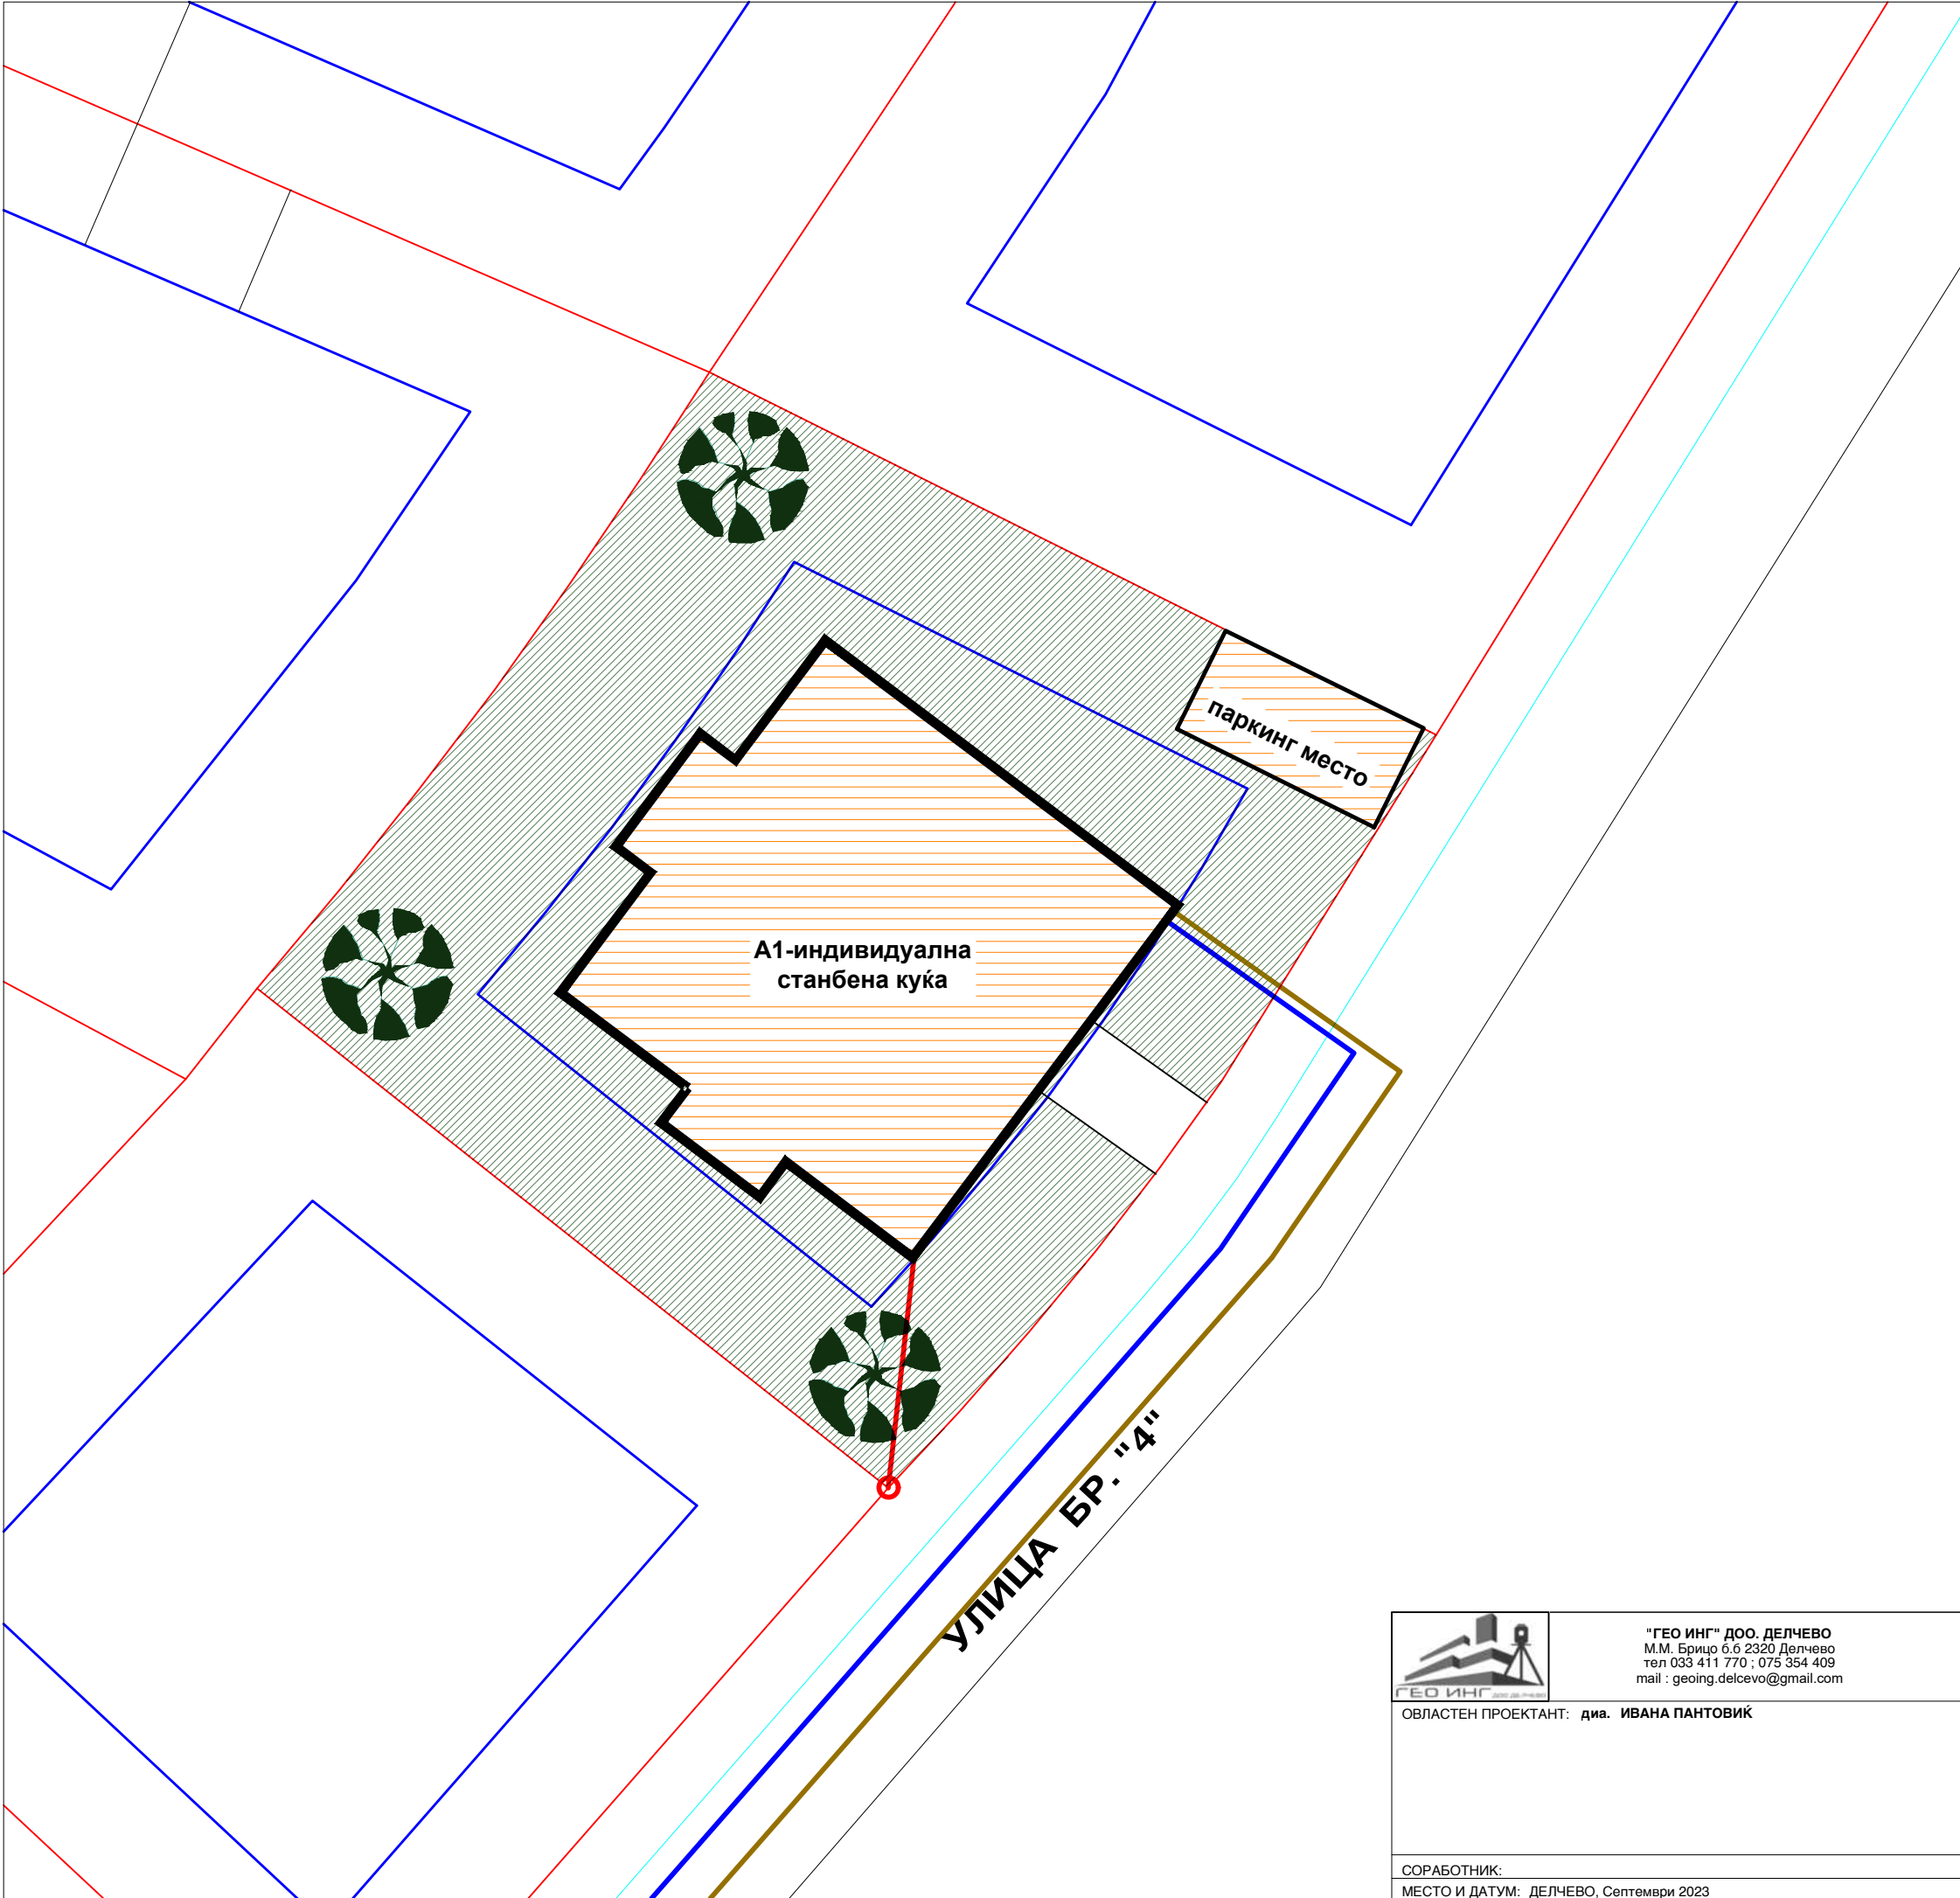 паркинг место
А1-индивидуална
станбена куќа
УЛИЦА БР. "4"
ГЕО ИНГ ДОО ДЕЛЧЕВО
"ГЕО ИНГ" ДОО. ДЕЛЧЕВО
М.М. Брицо б.б 2320 Делчево
тел 033 411 770 ; 075 354 409
mail : geoing.delcevo@gmail.com
ОВЛАСТЕН ПРОЕКТАНТ: диа. ИВАНА ПАНТОВИЌ
СОРАБОТНИК:
МЕСТО И ДАТУМ: ДЕЛЧЕВО, Септември 2023